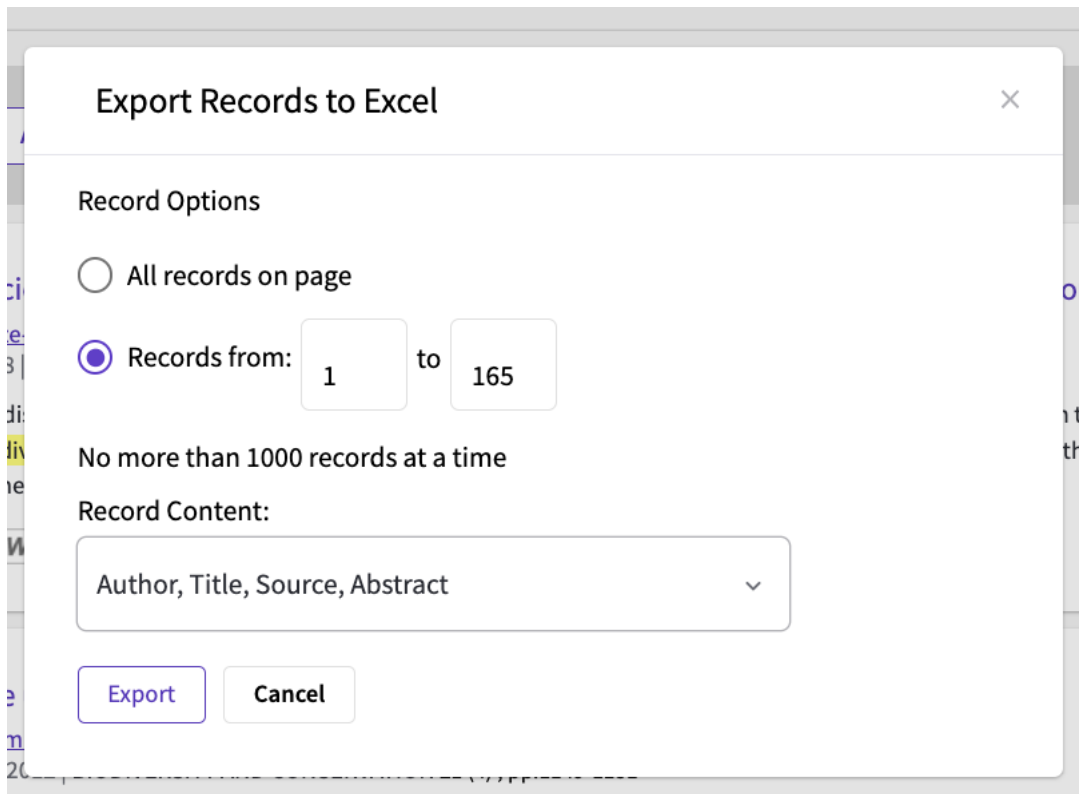 Export Records to Excel
Record Options
All records on page
Records from: 1 to 165
No more than 1000 records at a time
Record Content:
Author, Title, Source, Abstract
Export Cancel